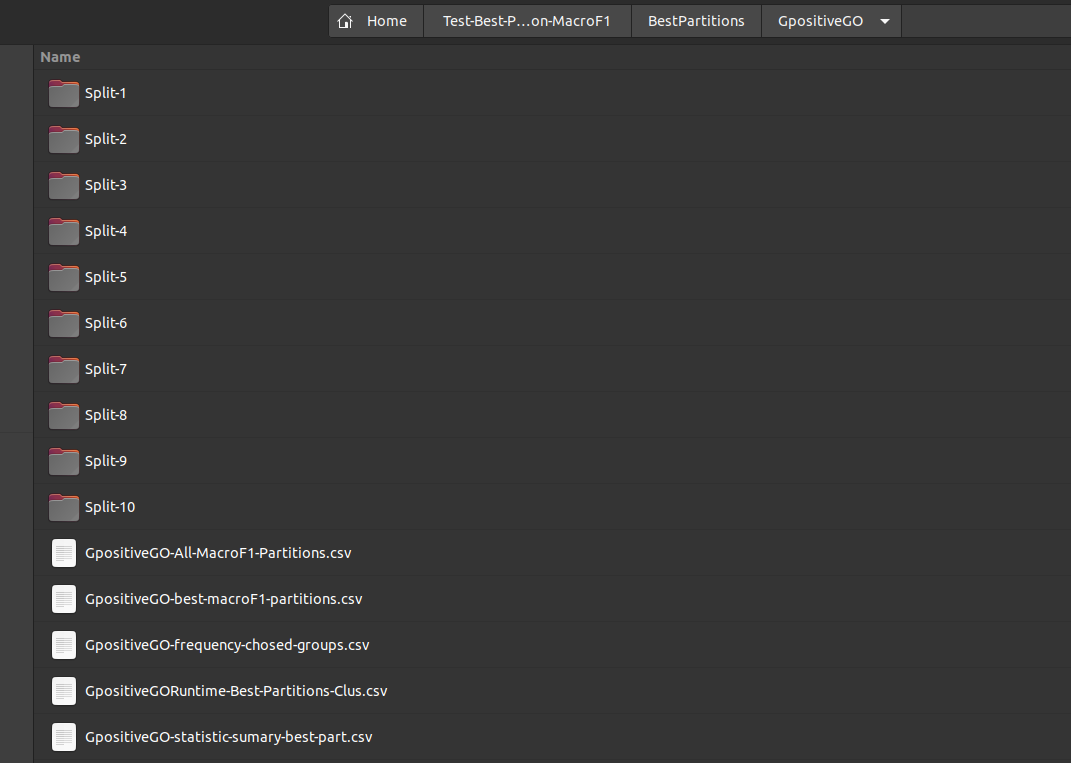 Home Test-Best-P...on-MacroF1 BestPartitions GpositiveGO
Name
Split-1
Split-2
Split-3
Split-4
Split-5
Split-6
Split-7
Split-8
Split-9
Split-10
GpositiveGO-All-MacroF1-Partitions.csv
GpositiveGO-best-macroF1-partitions.csv
GpositiveGO-frequency-chosed-groups.csv
GpositiveGORuntime-Best-Partitions-Clus.csv
GpositiveGO-statistic-sumary-best-part.csv